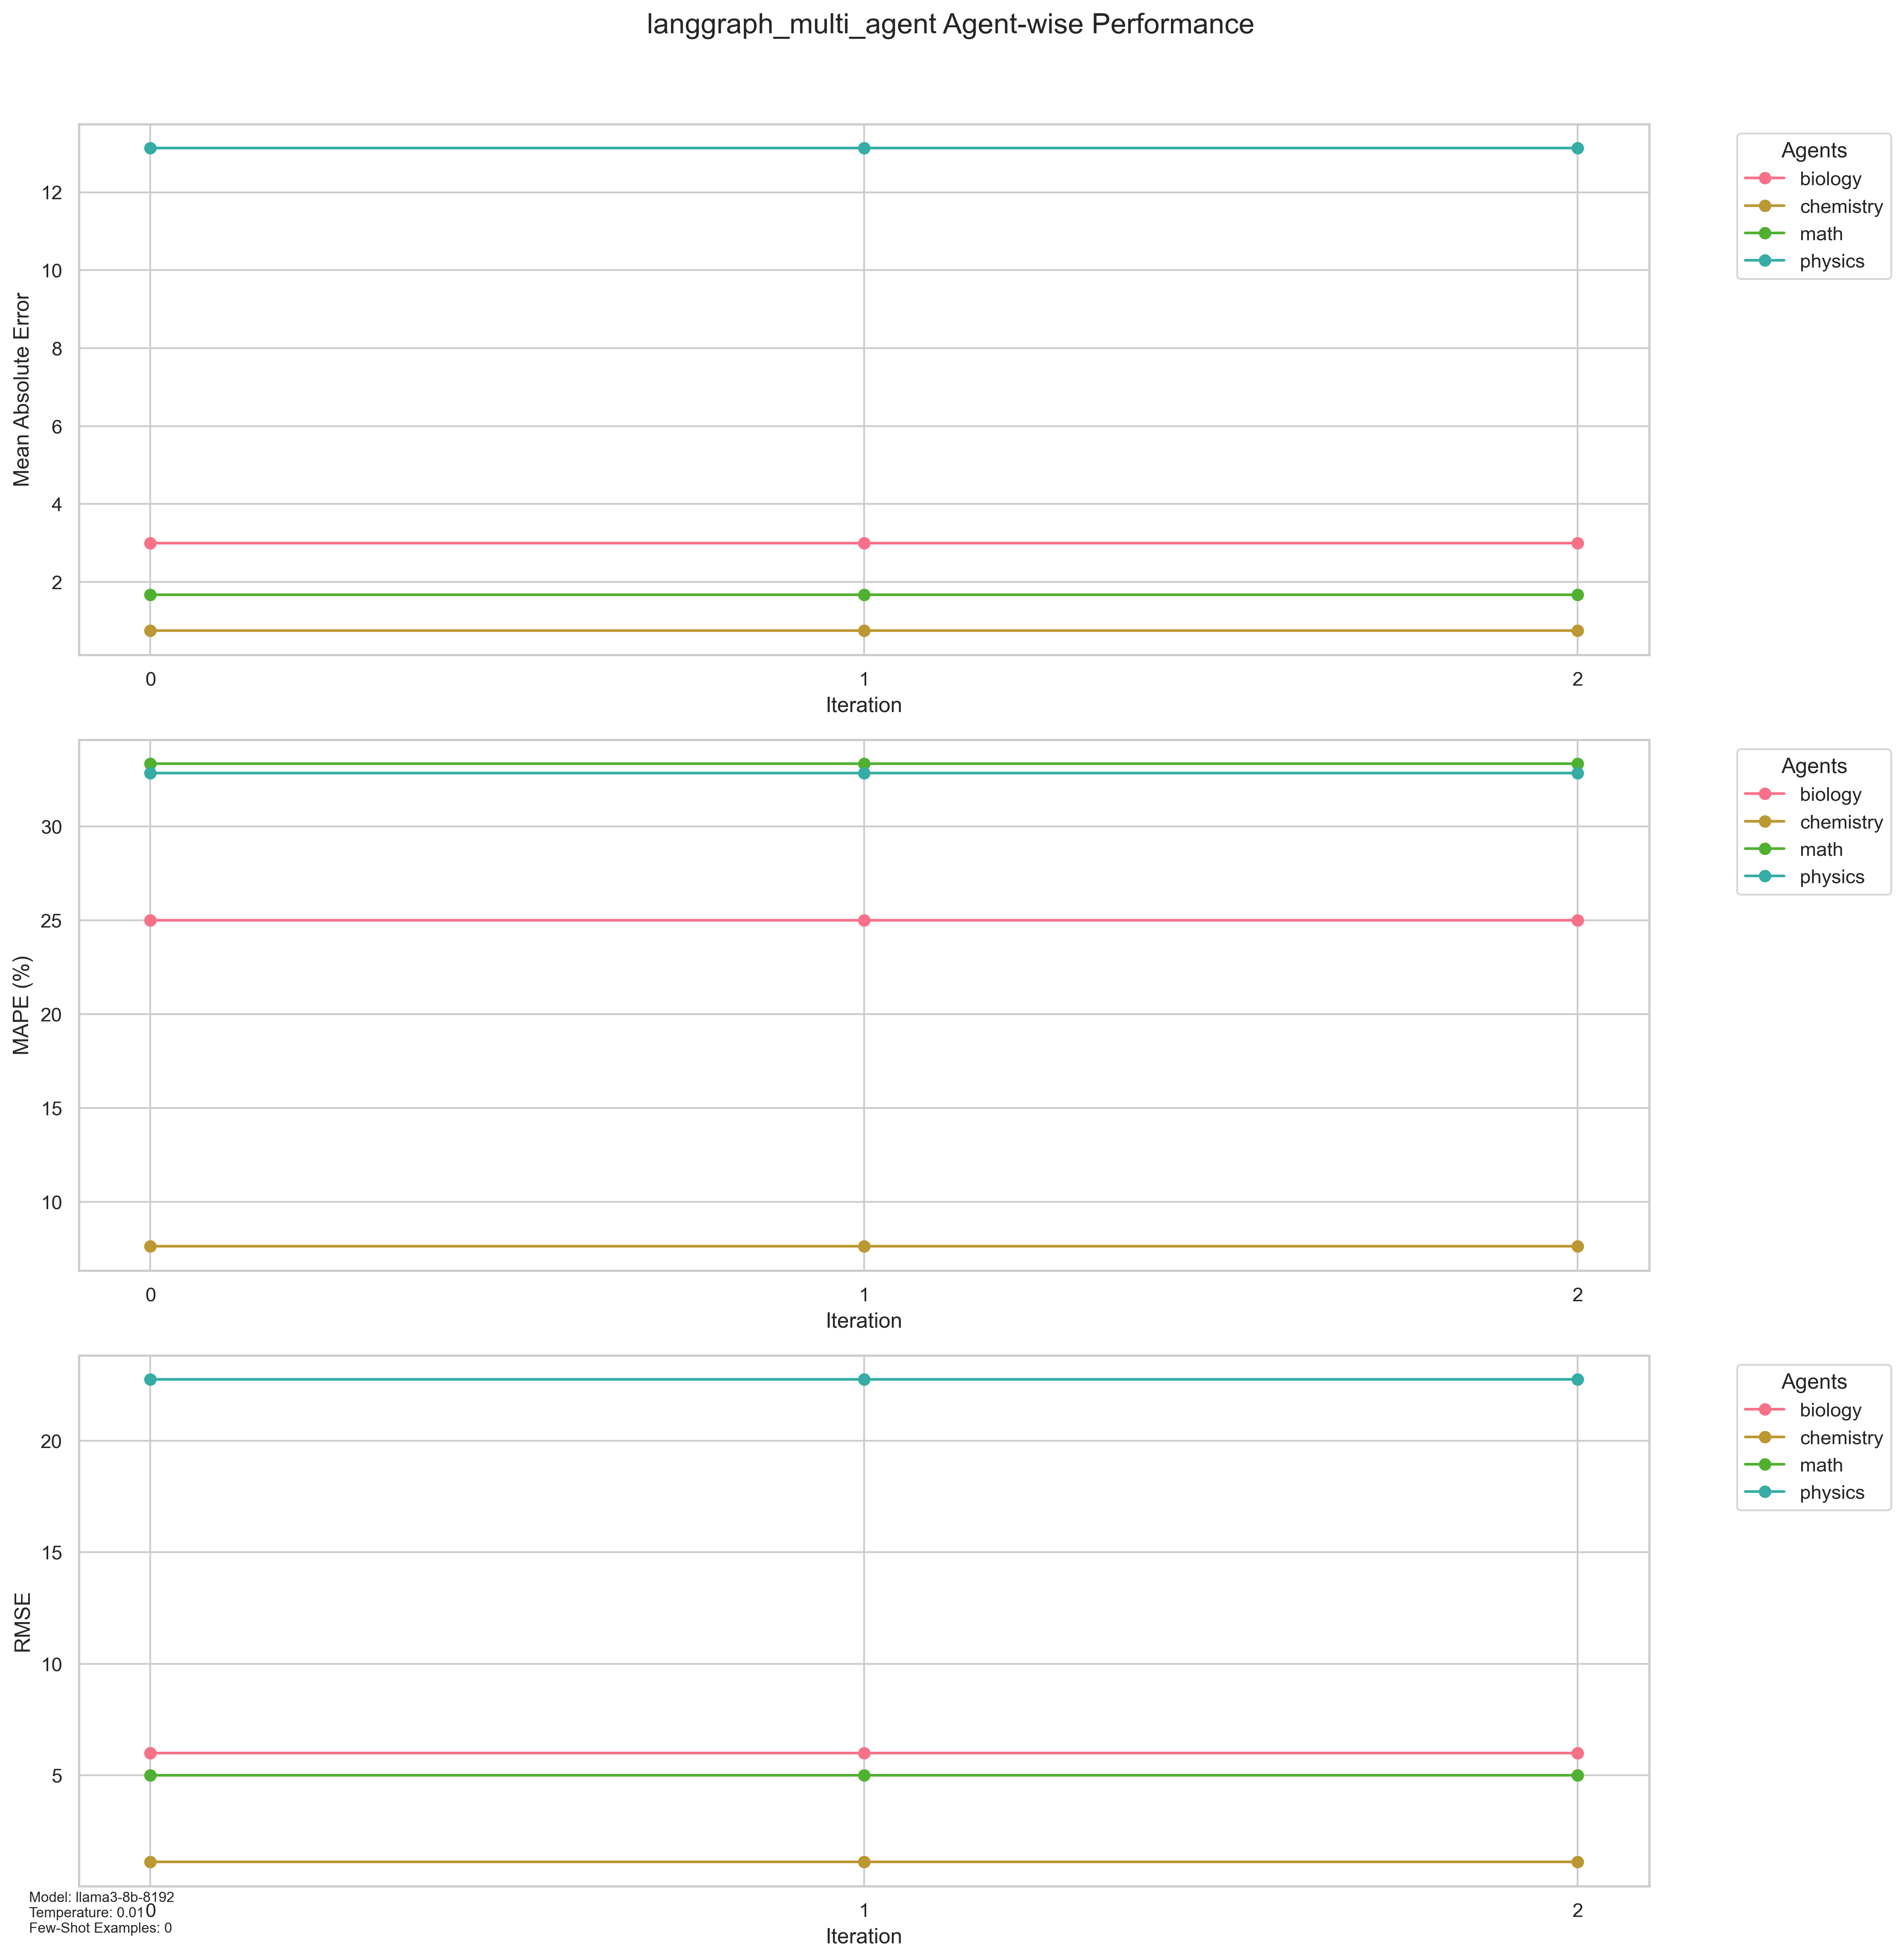 langgraph_multi_agent Agent-wise Performance
Mean Absolute Error
12
10
8
6
4
2
0
1
2
Iteration
Agents
biology
chemistry
math
physics
MAPE (%)
30
25
20
15
10
0
1
2
Iteration
Agents
biology
chemistry
math
physics
RMSE
20
15
10
5
0
1
2
Iteration
Agents
biology
chemistry
math
physics
Model: llama3-8b-8192
Temperature: 0.01
Few-Shot Examples: 0